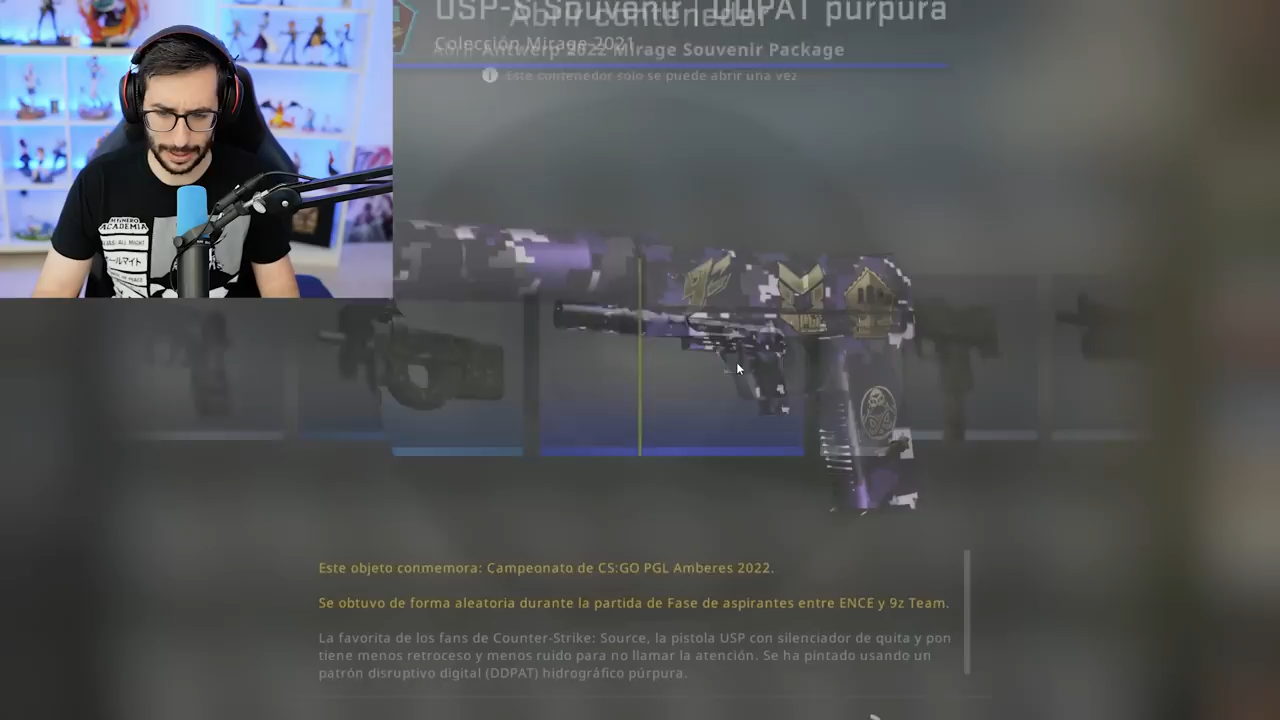 USP-S Souvenir | DDPAT púrpura
Abrir contenedor
Colección Mirage 2021
Abrir Antwerp 2022 Mirage Souvenir Package
Este contenedor solo se puede abrir una vez
MY HERO
ACADEMIA
Este objeto conmemora: Campeonato de CS:GO PGL Amberes 2022.
Se obtuvo de forma aleatoria durante la partida de Fase de aspirantes entre ENCE y 9z Team.
La favorita de los fans de Counter-Strike: Source, la pistola USP con silenciador de quita y pon
tiene menos retroceso y menos ruido para no llamar la atención. Se ha pintado usando un
patrón disruptivo digital (DDPAT) hidrográfico púrpura.